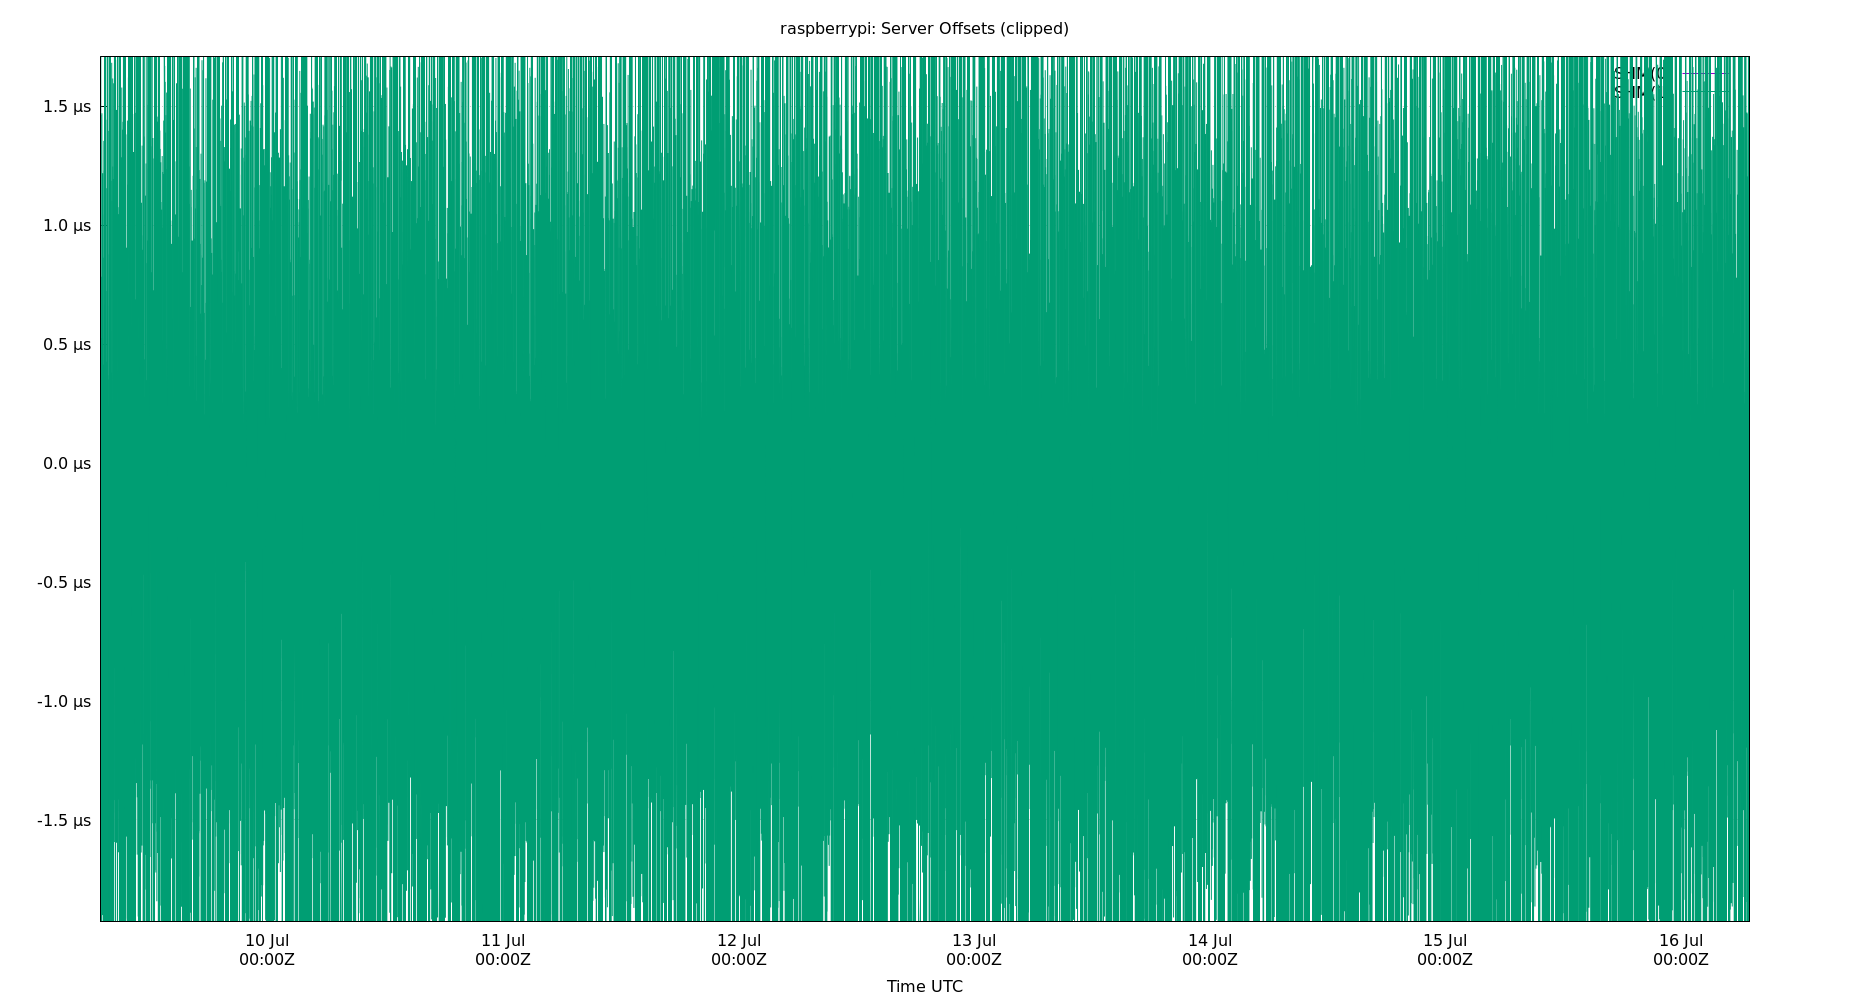 raspberrypi: Server Offsets (clipped)
1.5 µs
1.0 µs
0.5 µs
0.0 µs
-0.5 µs
-1.0 µs
-1.5 µs
10 Jul
00:00Z
11 Jul
00:00Z
12 Jul
00:00Z
13 Jul
00:00Z
14 Jul
00:00Z
15 Jul
00:00Z
16 Jul
00:00Z
Time UTC